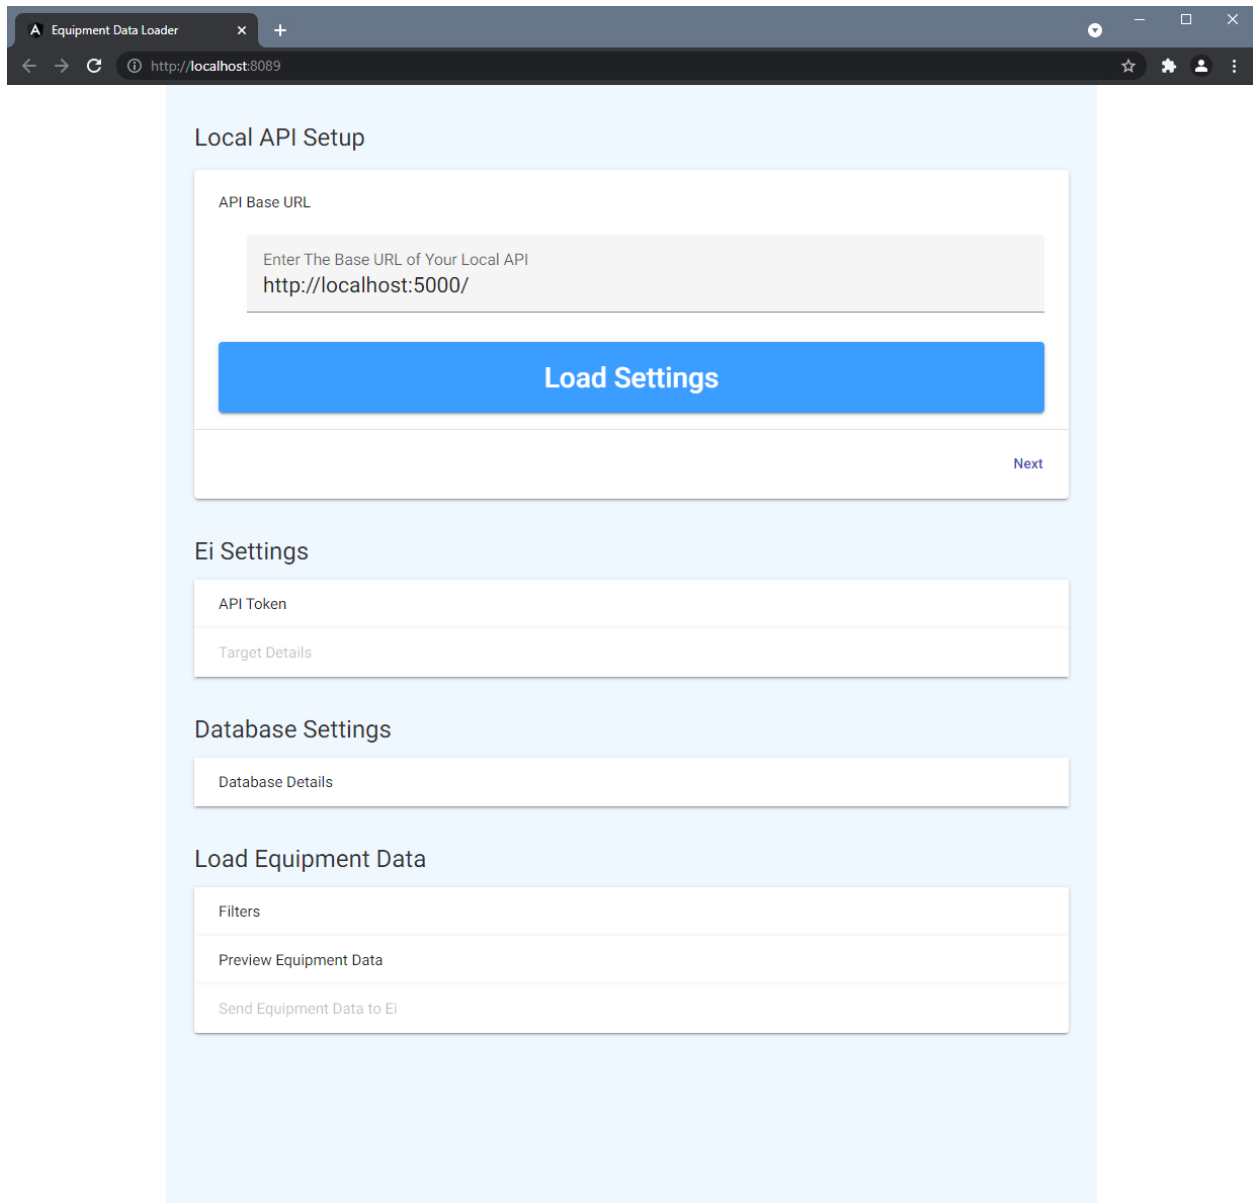 Equipment Data Loader
http://localhost:8089
Local API Setup
API Base URL
Enter The Base URL of Your Local API
http://localhost:5000/
Load Settings
Next
Ei Settings
API Token
Target Details
Database Settings
Database Details
Load Equipment Data
Filters
Preview Equipment Data
Send Equipment Data to Ei